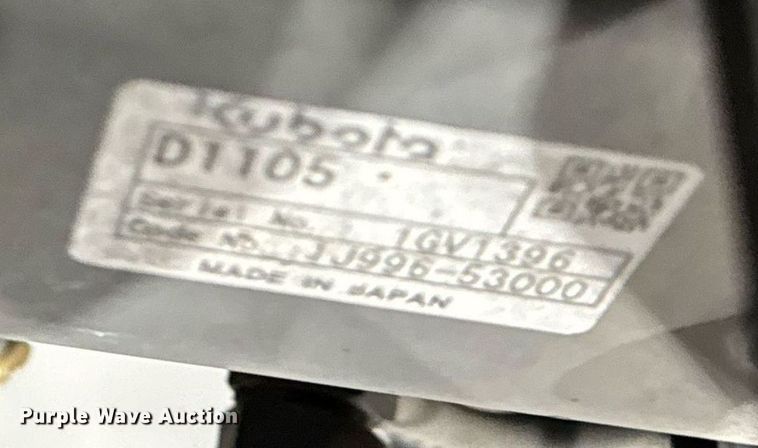 Kubota
D1105
Serial No. 1GV1396
Code No. 1J996-53000
MADE IN JAPAN
Purple Wave Auction